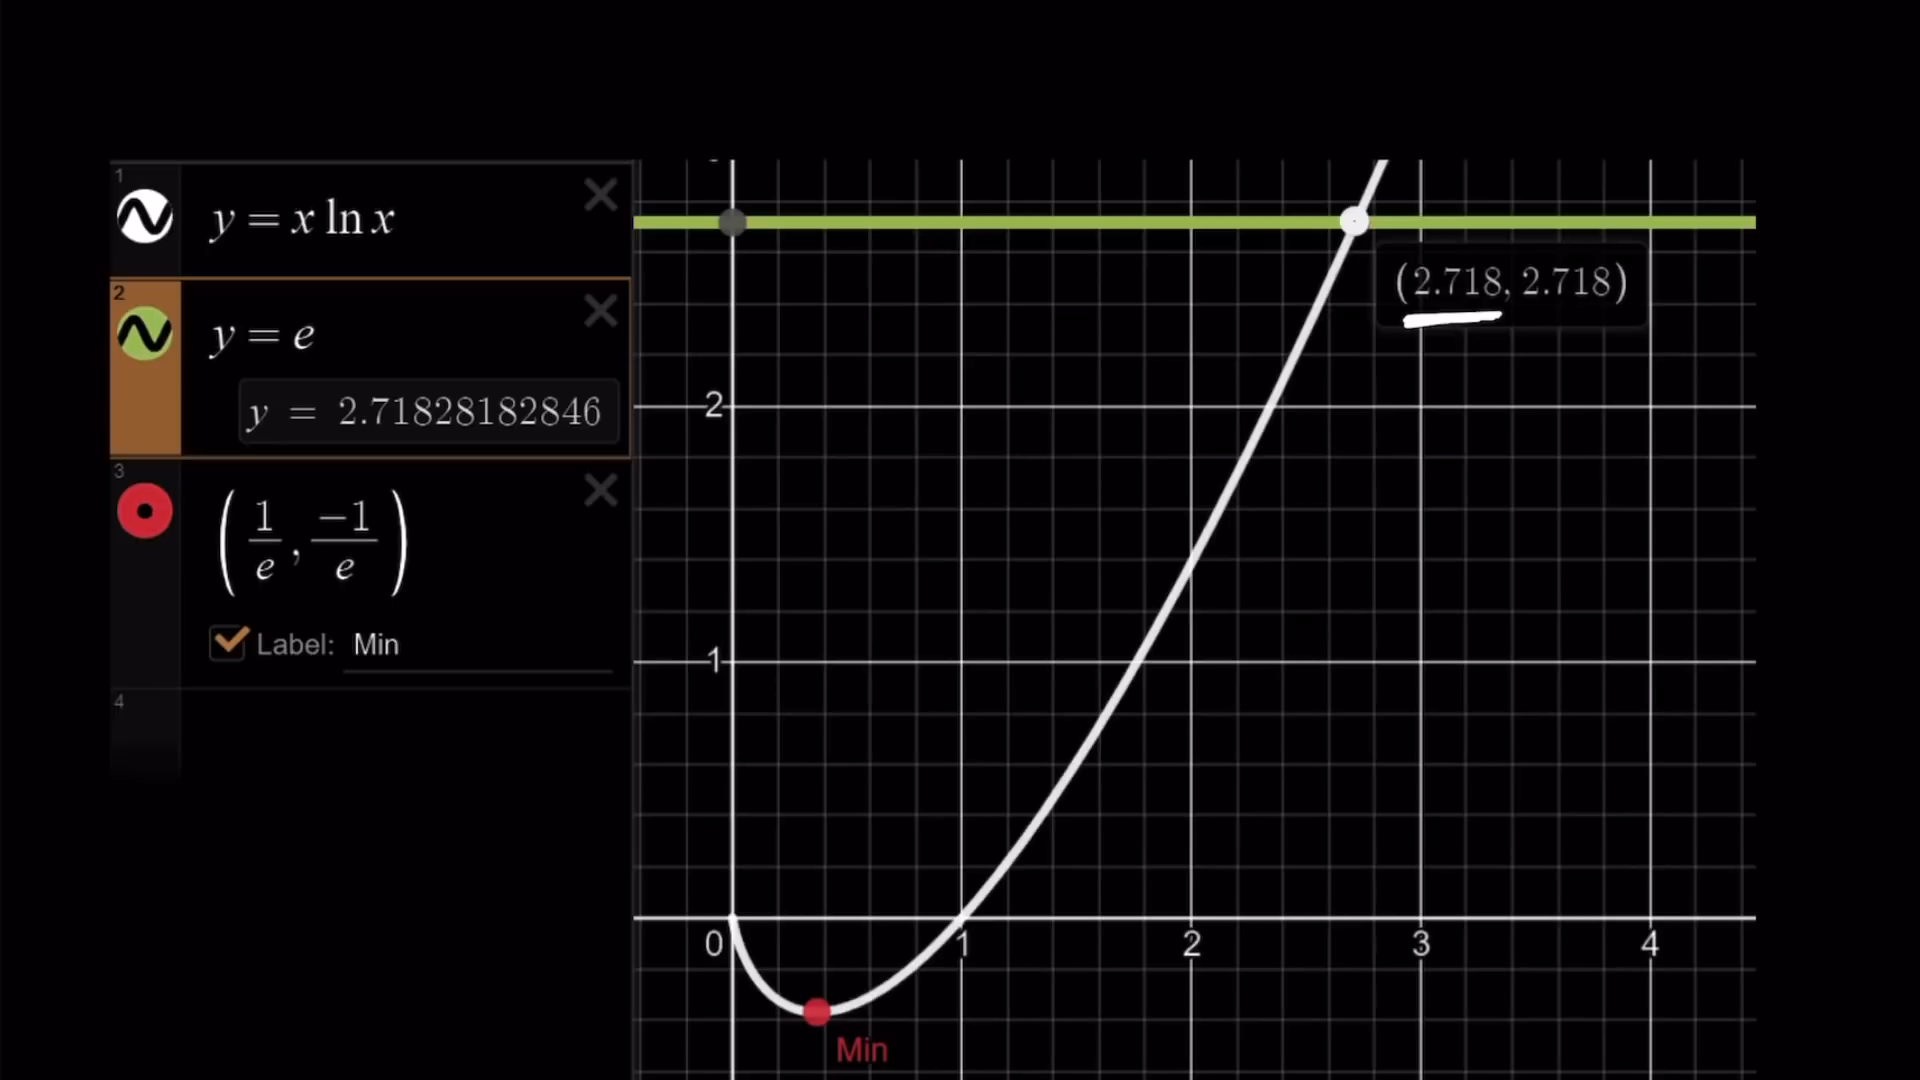 1
y = x ln x
2
y = e
y = 2.71828182846
3
(1/e, -1/e)
Label: Min
4
(2.718, 2.718)
2
1
0 1 2 3 4
Min